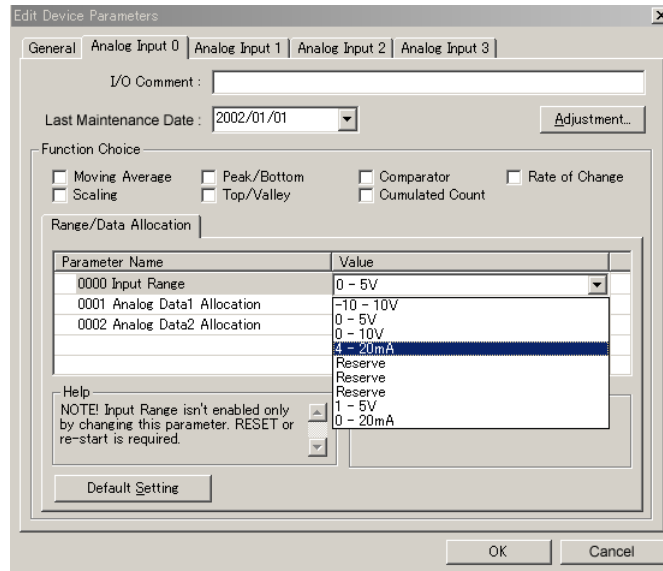 Edit Device Parameters
General Analog Input 0 Analog Input 1 Analog Input 2 Analog Input 3
I/O Comment :
Last Maintenance Date : 2002/01/01 Adjustment...
Function Choice
Moving Average Peak/Bottom Comparator Rate of Change
Scaling Top/Valley Cumulated Count
Range/Data Allocation
Parameter Name Value
0000 Input Range 0 - 5V
0001 Analog Data1 Allocation
0002 Analog Data2 Allocation
-10 - 10V
0 - 5V
0 - 10V
4 - 20mA
Reserve
Reserve
Reserve
1 - 5V
0 - 20mA
Help
NOTE! Input Range isn't enabled only
by changing this parameter. RESET or
re-start is required.
Default Setting
OK Cancel